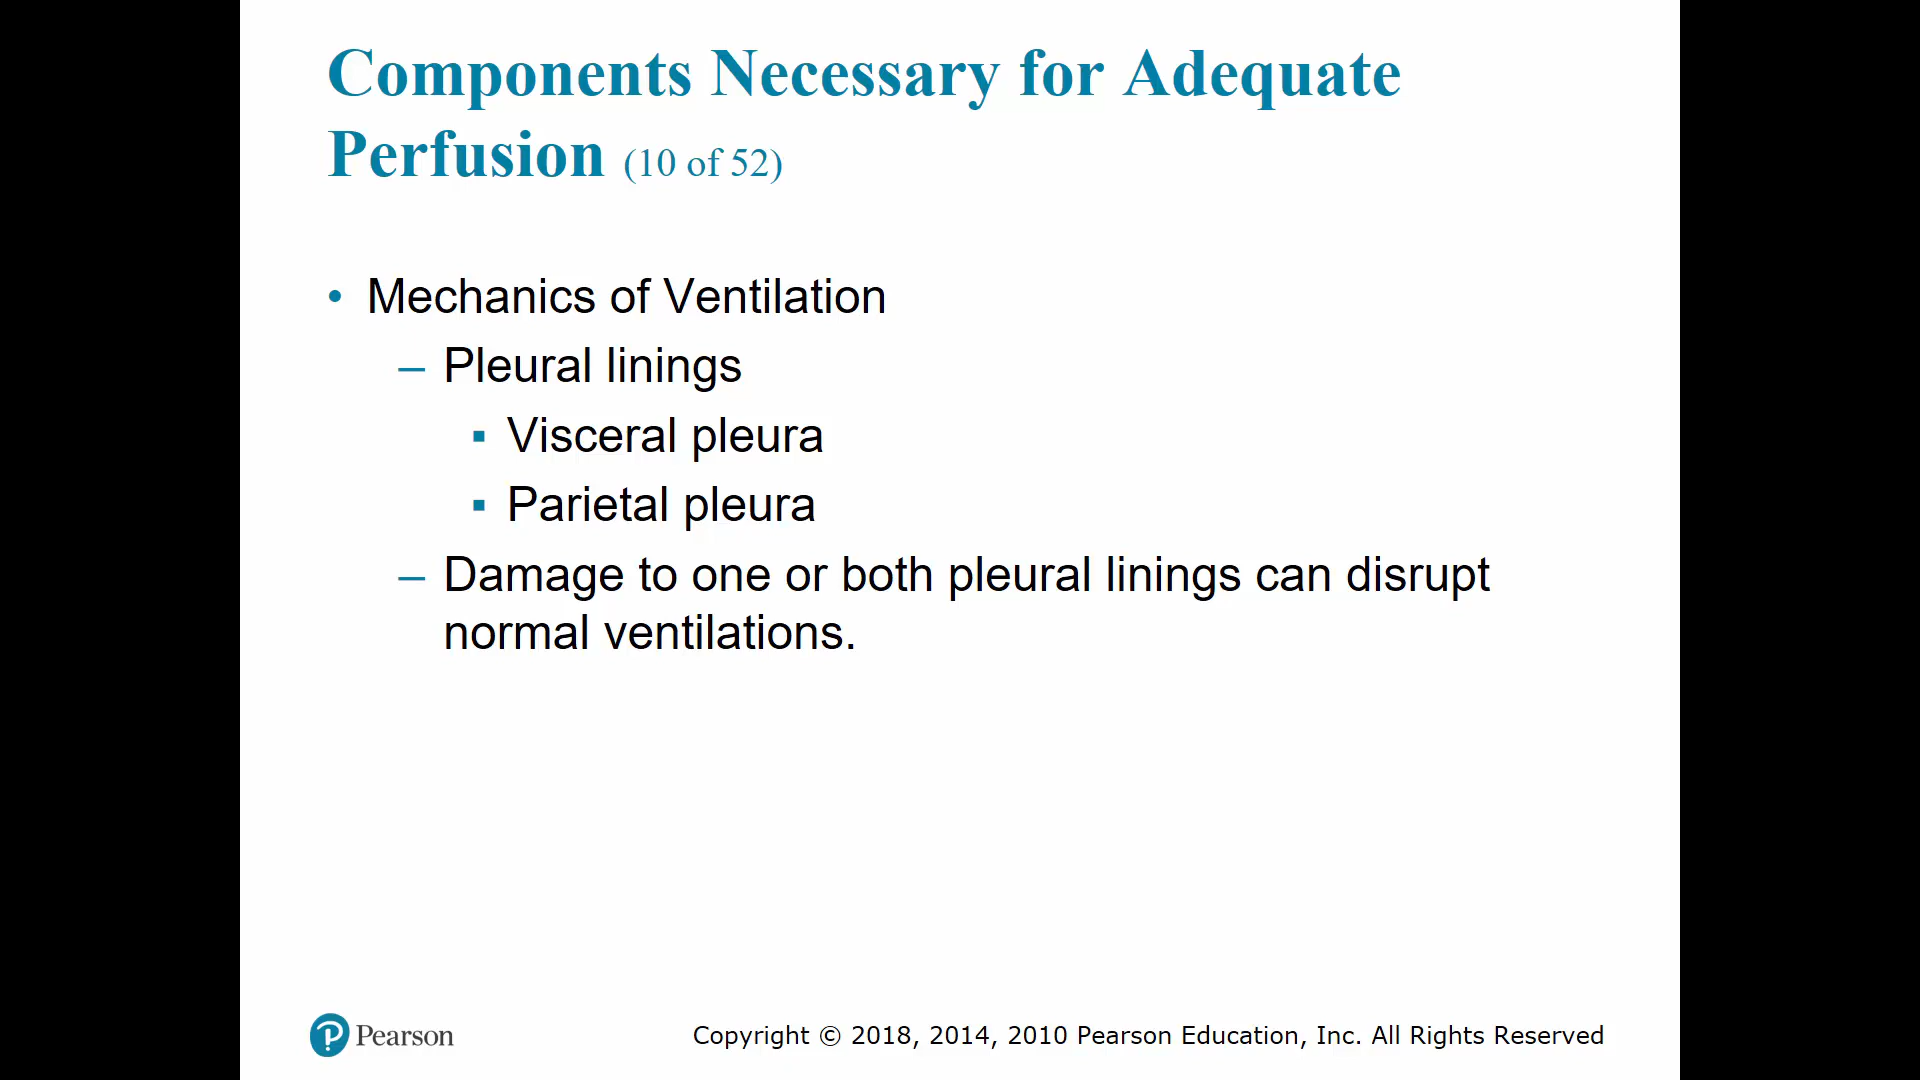 Components Necessary for Adequate
Perfusion (10 of 52)
• Mechanics of Ventilation
– Pleural linings
▪ Visceral pleura
▪ Parietal pleura
– Damage to one or both pleural linings can disrupt
normal ventilations.
Pearson
Copyright © 2018, 2014, 2010 Pearson Education, Inc. All Rights Reserved